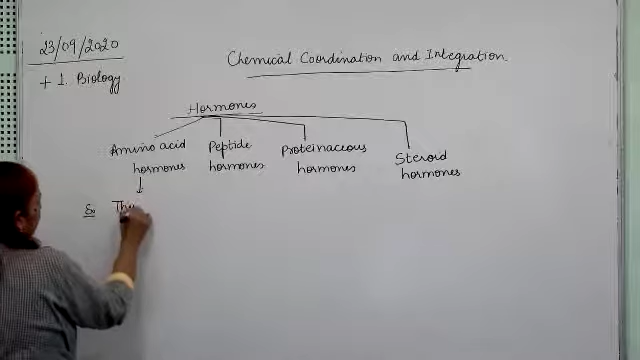 23/09/2020
+1. Biology
Chemical Coordination and Integration
Hormones
Amino acid hormones
Peptide hormones
Proteinaceous hormones
Steroid hormones